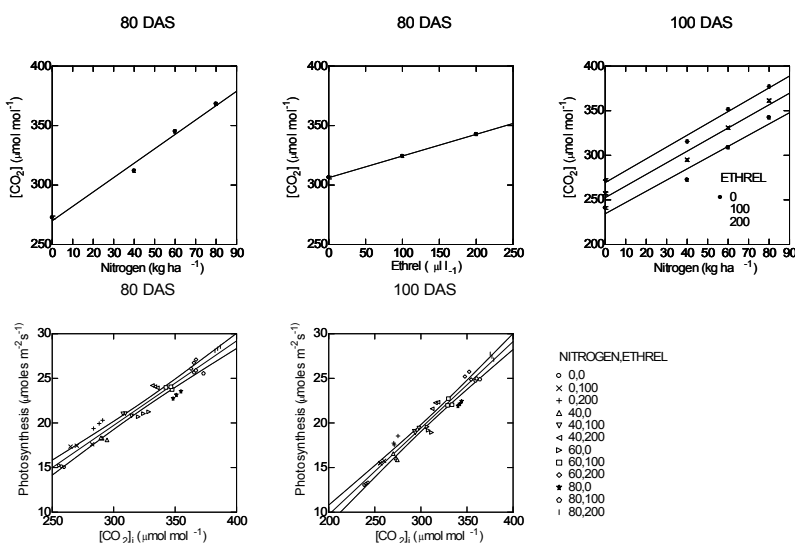 80 DAS
80 DAS
100 DAS
400
350
300
250
[CO2] (μmol mol-1)
0 10 20 30 40 50 60 70 80 90
Nitrogen (kg ha -1)
400
350
300
250
[CO2] (μmol mol-1)
0 50 100 150 200 250
Ethrel ( μl l-1)
400
350
300
250
200
[CO2] (μmol mol-1)
ETHREL
0
100
200
0 10 20 30 40 50 60 70 80 90
Nitrogen (kg ha -1)
80 DAS
100 DAS
30
25
20
15
10
Photosynthesis (μmoles m-2s-1)
250 300 350 400
[CO2]i (μmol mol -1)
30
25
20
15
10
Photosynthesis (μmoles m-2s-1)
200 250 300 350 400
[CO2]i (μmol mol -1)
NITROGEN,ETHREL
0,0
0,100
0,200
40,0
40,100
40,200
60,0
60,100
60,200
80,0
80,100
80,200